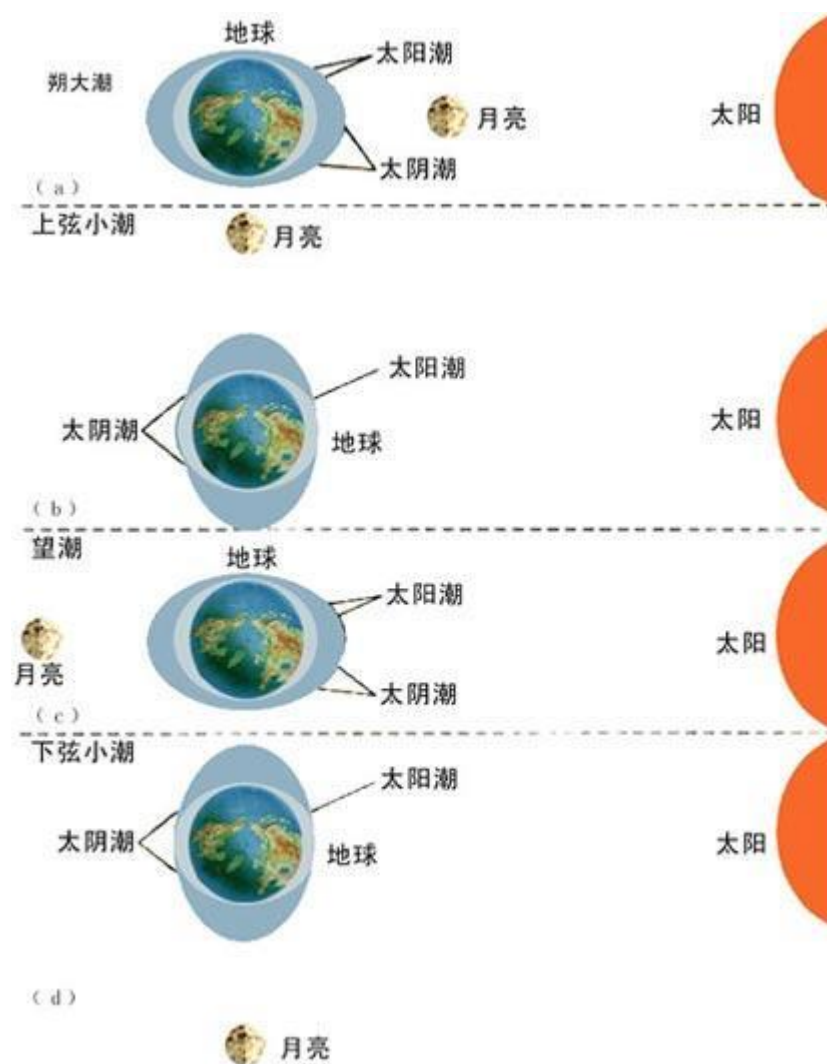 地球
太阳潮
朔大潮
月亮
太阳
太阴潮
（a）
上弦小潮
月亮
太阳潮
太阳
太阴潮
地球
（b）
望潮
地球
太阳潮
太阳
月亮
太阴潮
（c）
下弦小潮
太阳潮
太阴潮
地球
太阳
（d）
月亮